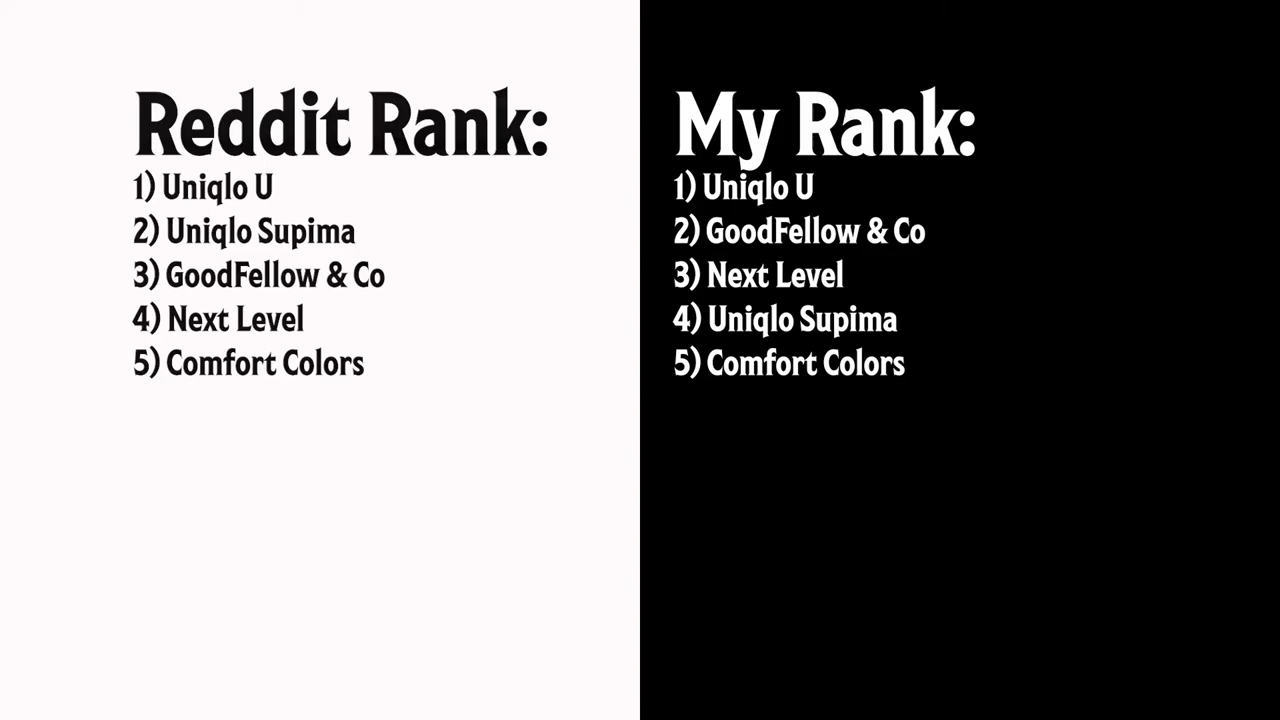 Reddit Rank:
1) Uniqlo U
2) Uniqlo Supima
3) GoodFellow & Co
4) Next Level
5) Comfort Colors
My Rank:
1) Uniqlo U
2) GoodFellow & Co
3) Next Level
4) Uniqlo Supima
5) Comfort Colors